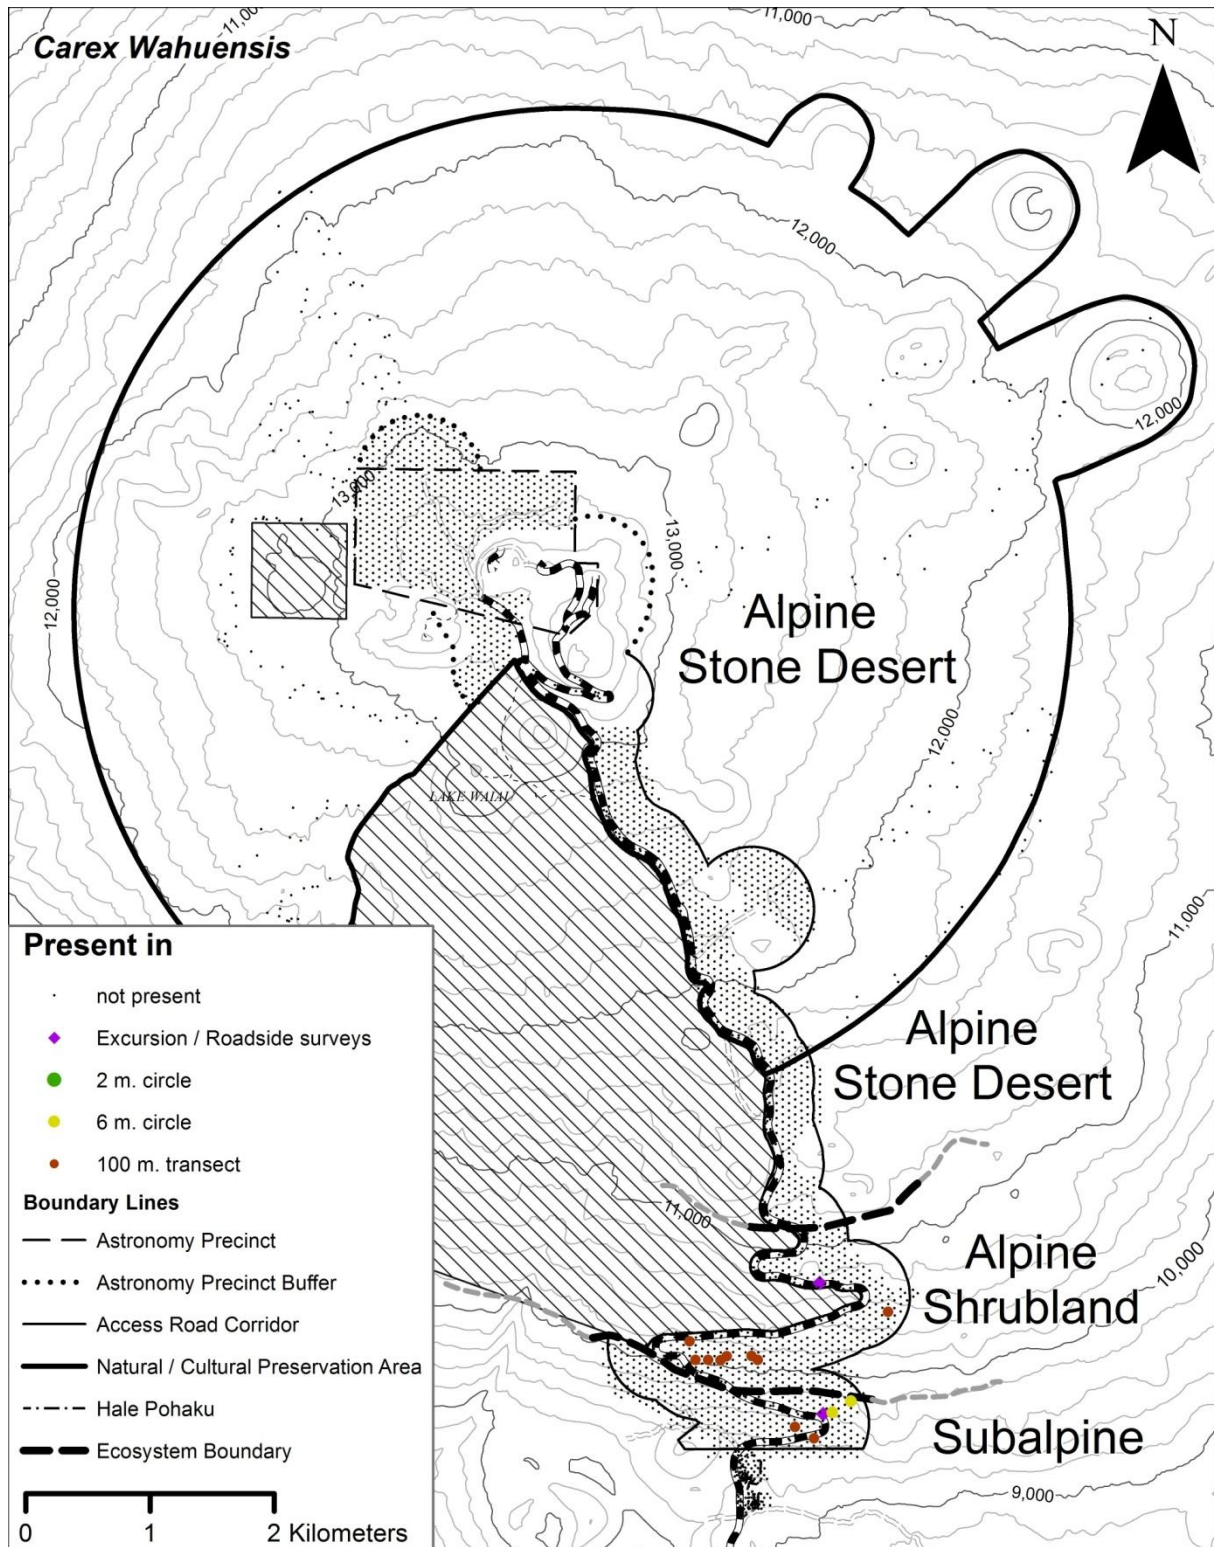 11,000
11,000
Carex Wahuensis
N
12,000
12,000
13,000
13,000
12,000
Alpine
Stone Desert
12,000
LAKE WAIAU
11,000
Present in
not present
Excursion / Roadside surveys
2 m. circle
6 m. circle
100 m. transect
Boundary Lines
Astronomy Precinct
Astronomy Precinct Buffer
Access Road Corridor
Natural / Cultural Preservation Area
Hale Pohaku
Ecosystem Boundary
0 1 2 Kilometers
Alpine
Stone Desert
11,000
Alpine
Shrubland
10,000
Subalpine
9,000